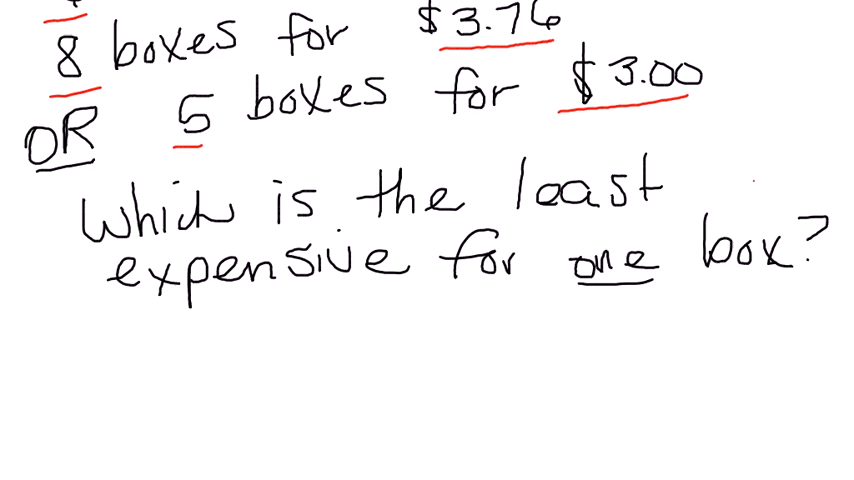 8 boxes for $3.76
OR 5 boxes for $3.00
Which is the least
expensive for one box?